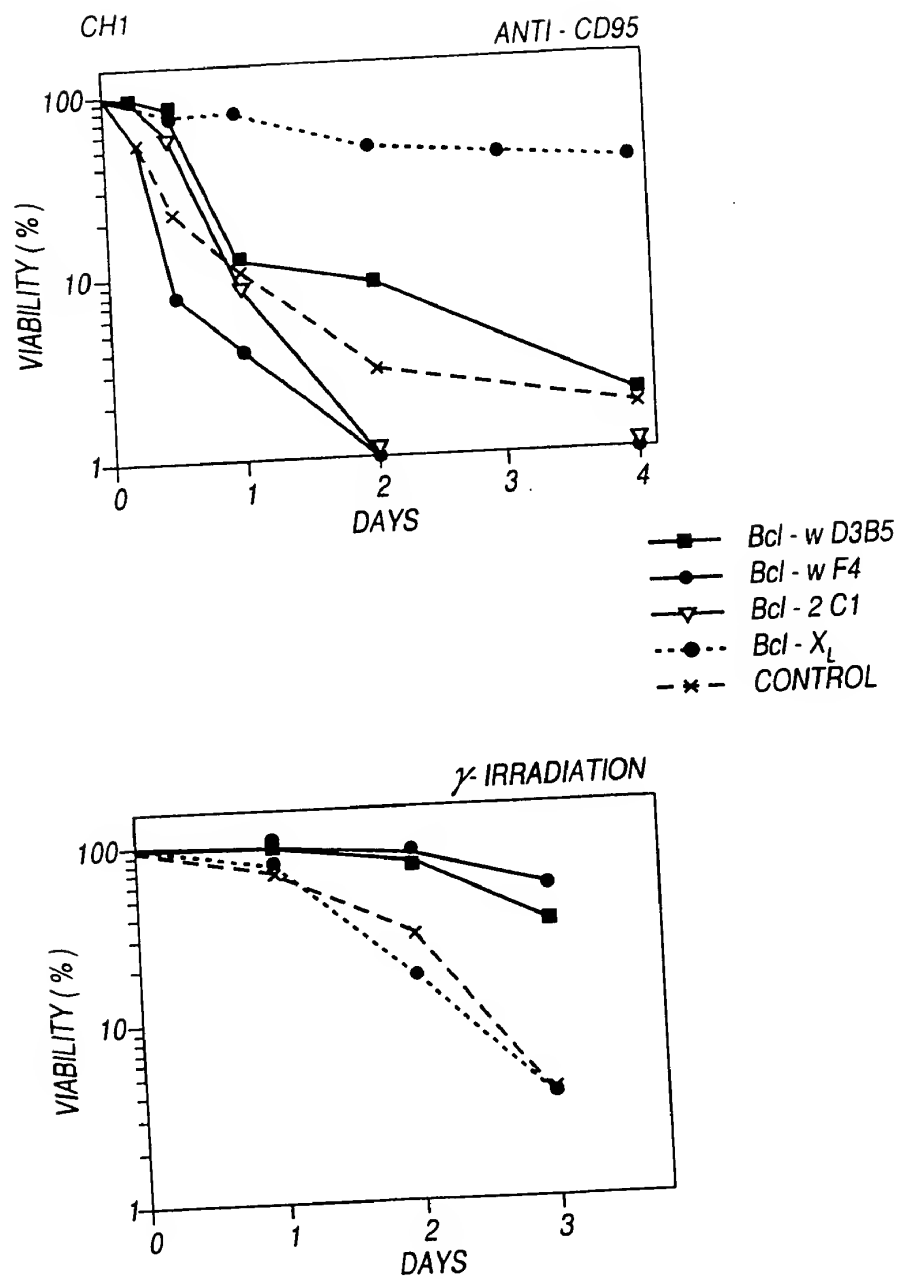 CH1
ANTI - CD95
VIABILITY (%)
100
10
1
0
1
2
3
4
DAYS
Bcl - w D3B5
Bcl - w F4
Bcl - 2 C1
Bcl - XL
CONTROL
γ- IRRADIATION
VIABILITY (%)
100
10
1
0
1
2
3
DAYS